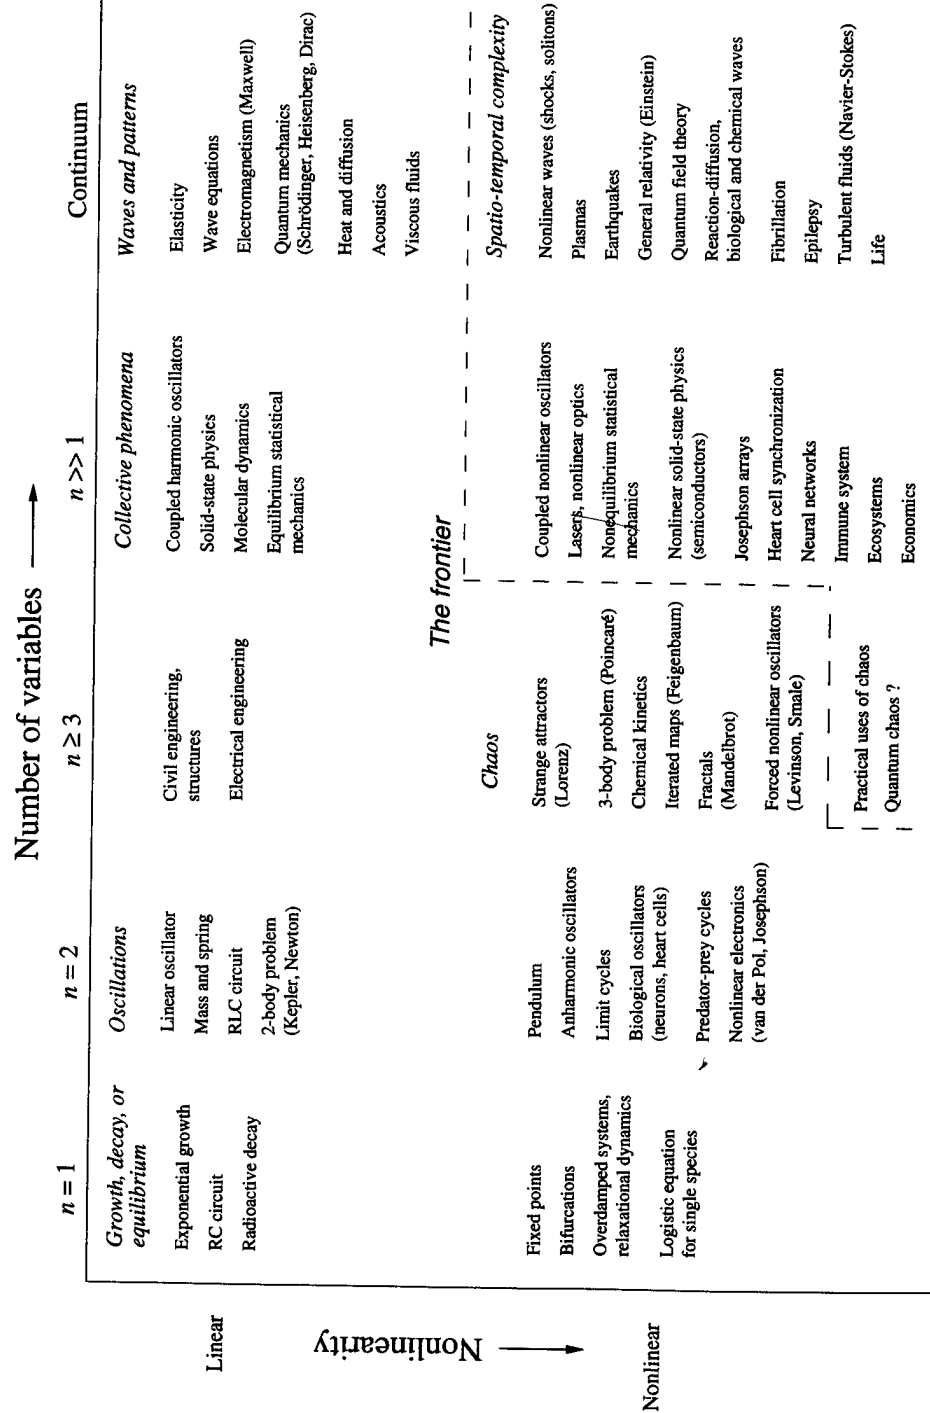 Number of variables
n = 1
n = 2
n ≥ 3
n >> 1
Continuum
Linear
Growth, decay, or
equilibrium
Exponential growth
RC circuit
Radioactive decay
Oscillations
Linear oscillator
Mass and spring
RLC circuit
2-body problem
(Kepler, Newton)
Civil engineering,
structures
Electrical engineering
Collective phenomena
Coupled harmonic oscillators
Solid-state physics
Molecular dynamics
Equilibrium statistical
mechanics
Waves and patterns
Elasticity
Wave equations
Electromagnetism (Maxwell)
Quantum mechanics
(Schrödinger, Heisenberg, Dirac)
Heat and diffusion
Acoustics
Viscous fluids
Nonlinearity
The frontier
Nonlinear
Fixed points
Bifurcations
Overdamped systems,
relaxational dynamics
Logistic equation
for single species
Pendulum
Anharmonic oscillators
Limit cycles
Biological oscillators
(neurons, heart cells)
Predator-prey cycles
Nonlinear electronics
(van der Pol, Josephson)
Chaos
Strange attractors
(Lorenz)
3-body problem (Poincaré)
Chemical kinetics
Iterated maps (Feigenbaum)
Fractals
(Mandelbrot)
Forced nonlinear oscillators
(Levinson, Smale)
Practical uses of chaos
Quantum chaos ?
Coupled nonlinear oscillators
Lasers, nonlinear optics
Nonequilibrium statistical
mechanics
Nonlinear solid-state physics
(semiconductors)
Josephson arrays
Heart cell synchronization
Neural networks
Immune system
Ecosystems
Economics
Spatio-temporal complexity
Nonlinear waves (shocks, solitons)
Plasmas
Earthquakes
General relativity (Einstein)
Quantum field theory
Reaction-diffusion,
biological and chemical waves
Fibrillation
Epilepsy
Turbulent fluids (Navier-Stokes)
Life